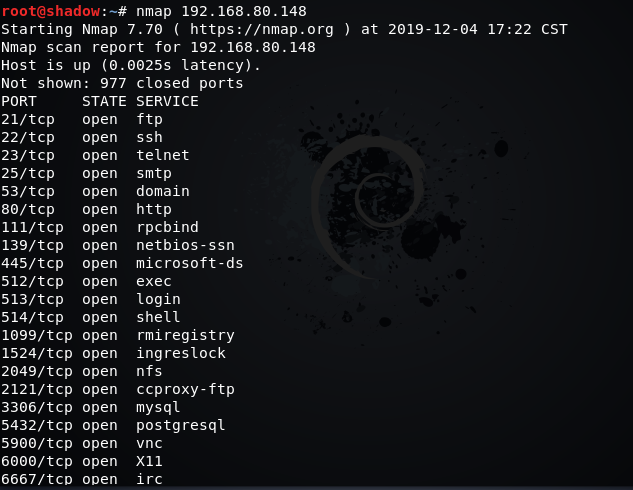 root@shadow:~# nmap 192.168.80.148
Starting Nmap 7.70 ( https://nmap.org ) at 2019-12-04 17:22 CST
Nmap scan report for 192.168.80.148
Host is up (0.0025s latency).
Not shown: 977 closed ports
PORT     STATE SERVICE
21/tcp   open  ftp
22/tcp   open  ssh
23/tcp   open  telnet
25/tcp   open  smtp
53/tcp   open  domain
80/tcp   open  http
111/tcp  open  rpcbind
139/tcp  open  netbios-ssn
445/tcp  open  microsoft-ds
512/tcp  open  exec
513/tcp  open  login
514/tcp  open  shell
1099/tcp open  rmiregistry
1524/tcp open  ingreslock
2049/tcp open  nfs
2121/tcp open  ccproxy-ftp
3306/tcp open  mysql
5432/tcp open  postgresql
5900/tcp open  vnc
6000/tcp open  X11
6667/tcp open  irc